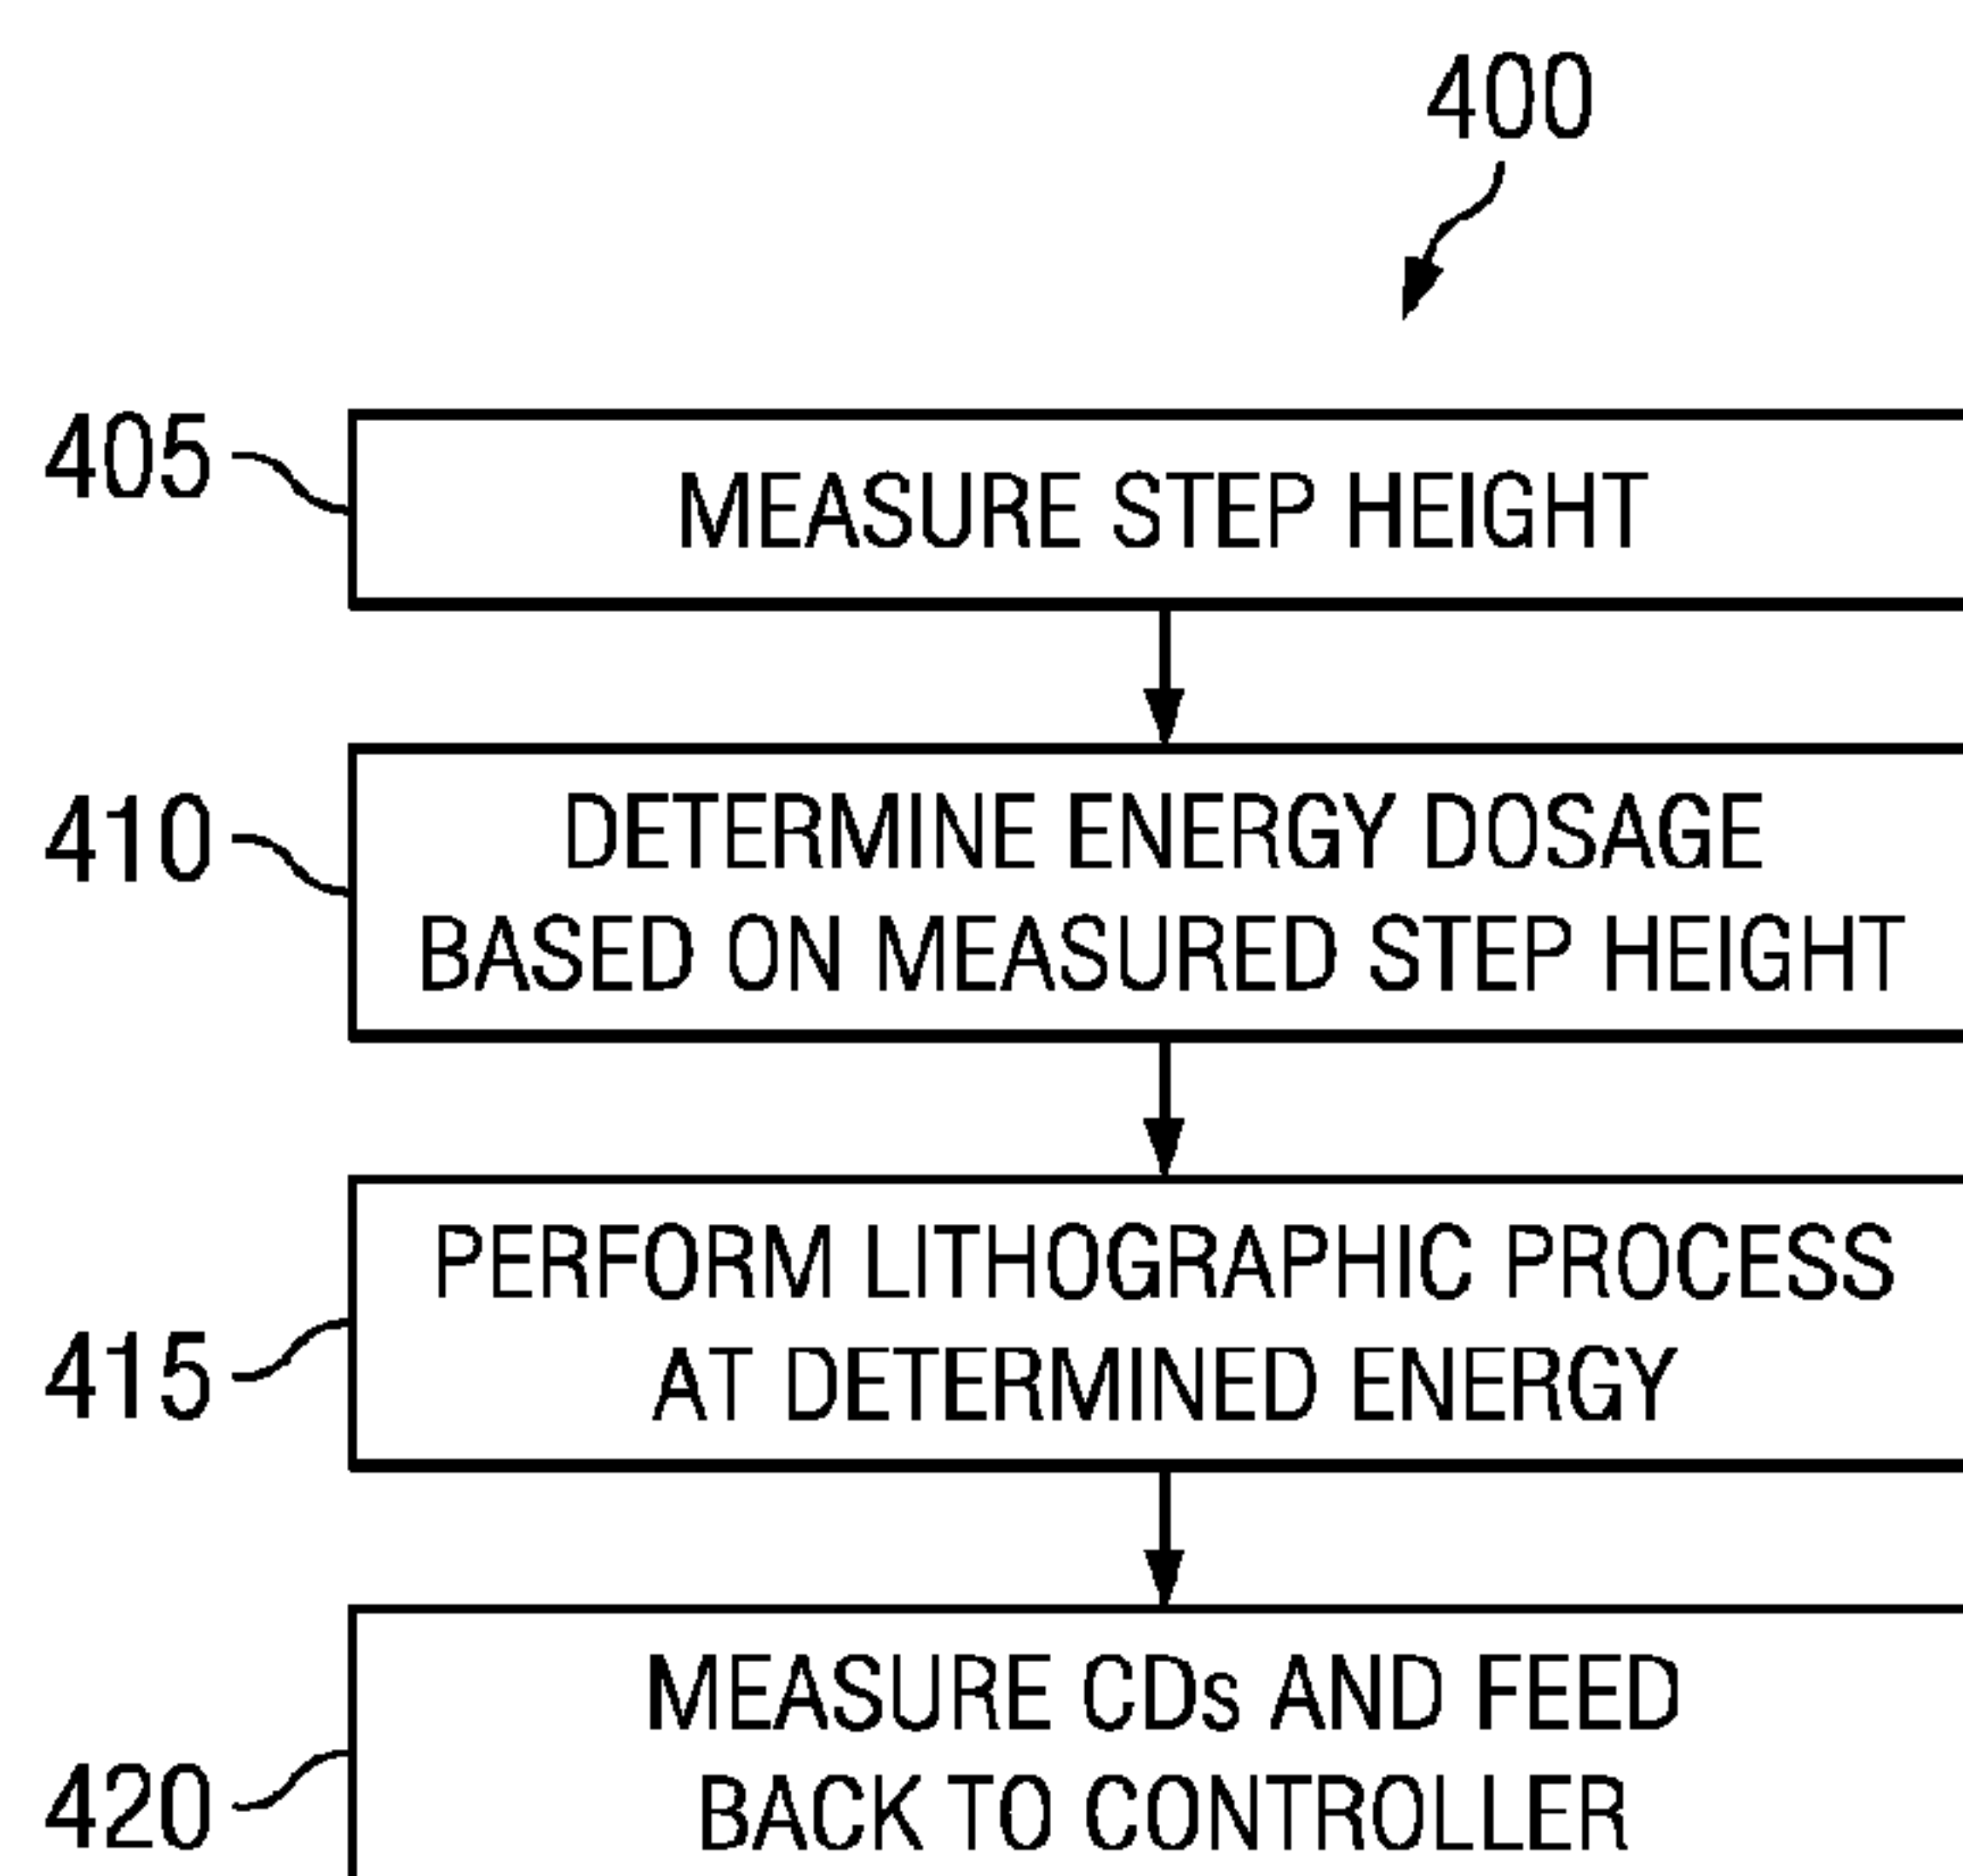 400
405
MEASURE STEP HEIGHT
410
DETERMINE ENERGY DOSAGE
BASED ON MEASURED STEP HEIGHT
415
PERFORM LITHOGRAPHIC PROCESS
AT DETERMINED ENERGY
420
MEASURE CDs AND FEED
BACK TO CONTROLLER